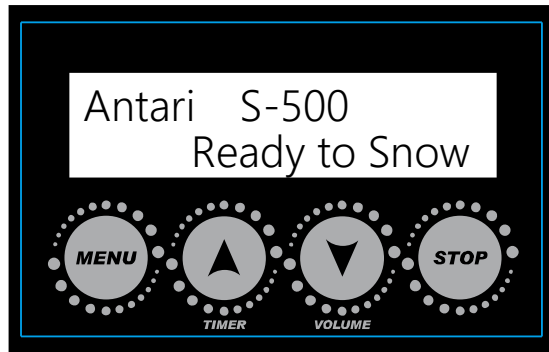 Antari S-500
Ready to Snow
MENU
STOP
TIMER
VOLUME